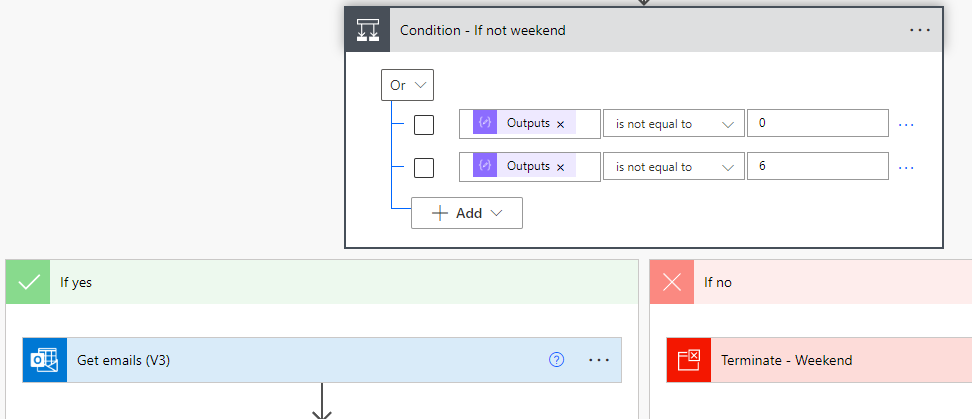 Condition - If not weekend
Or
Outputs × is not equal to 0
Outputs × is not equal to 6
Add
If yes
If no
Get emails (V3)
Terminate - Weekend